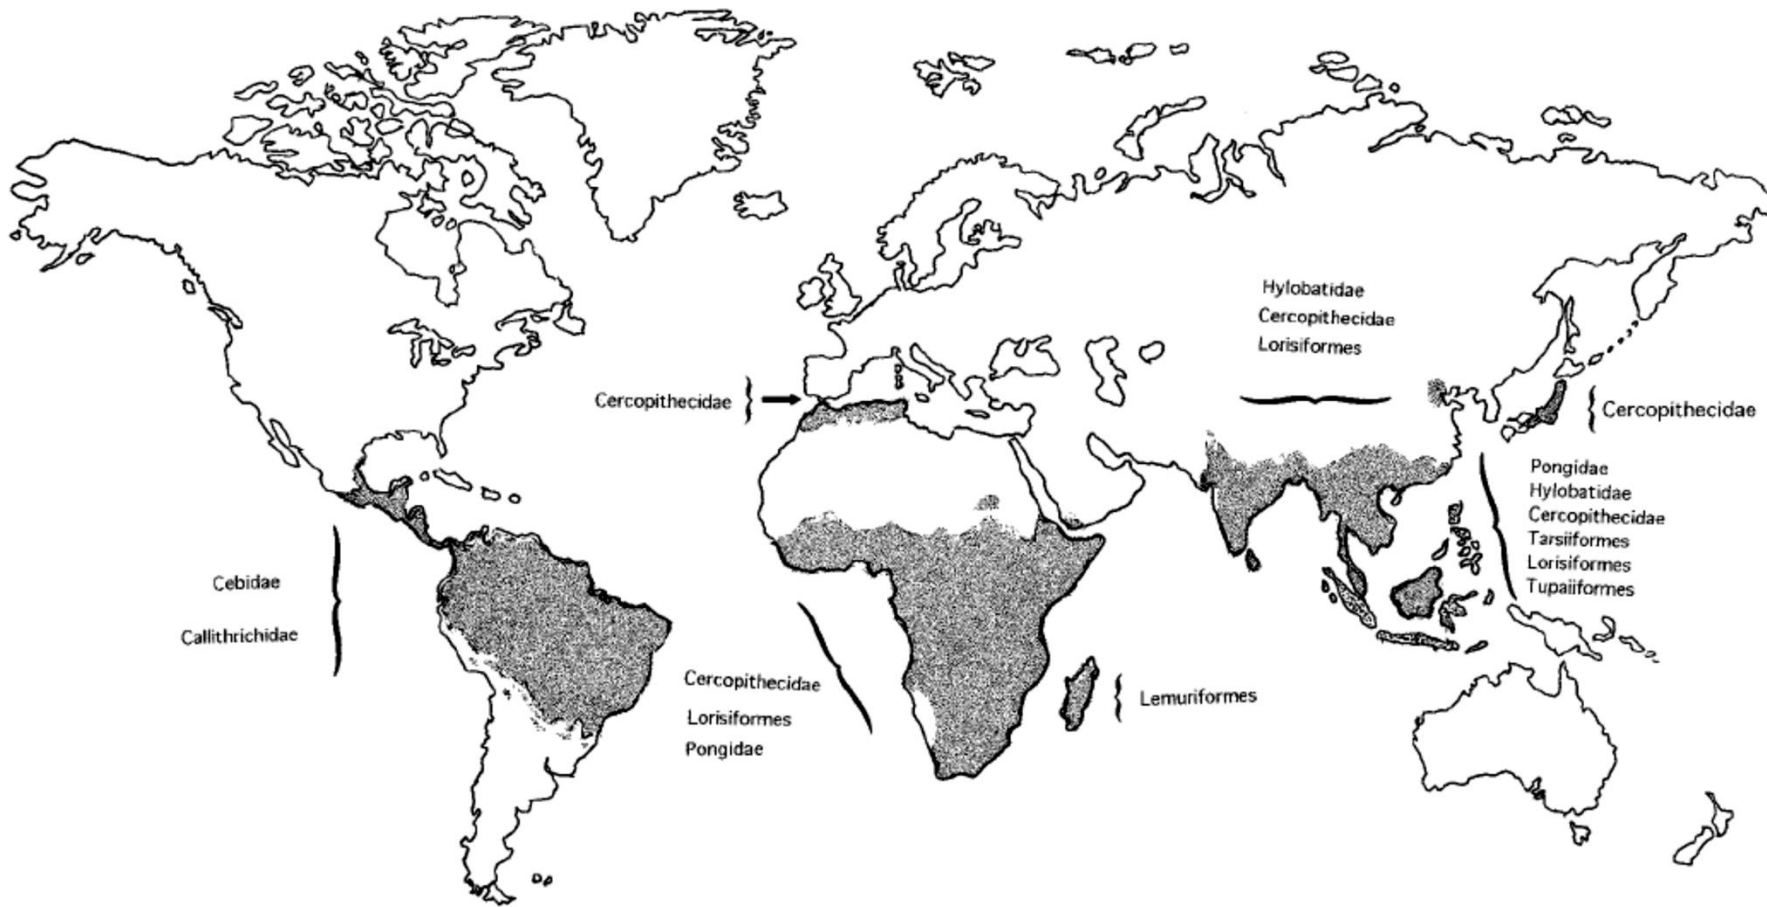 Hylobatidae
Cercopithecidae
Lorisiformes
Cercopithecidae
Cercopithecidae
Pongidae
Hylobatidae
Cercopithecidae
Tarsiiformes
Lorisiformes
Tupaiiformes
Cebidae
Callithrichidae
Cercopithecidae
Lorisiformes
Pongidae
Lemuriformes